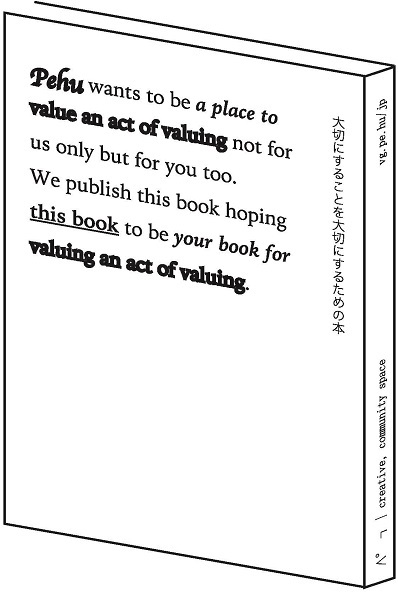 Pehu wants to be a place to
value an act of valuing not for
us only but for you too.
We publish this book hoping
this book to be your book for
valuing an act of valuing.
大切にすることを大切にするための本
vg.pe.hu/jp
creative, community space
ぺフ